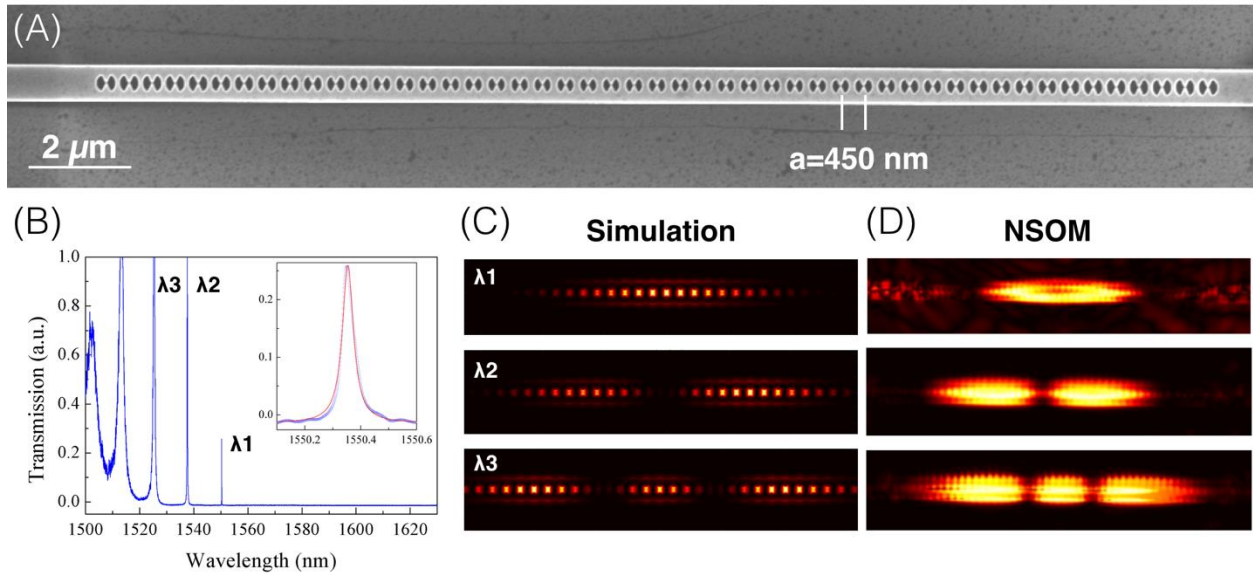 (A)
2 μm
a=450 nm
(B)
(C)
Simulation
(D)
NSOM
1.0
0.8
0.6
0.4
0.2
0.0
Transmission (a.u.)
λ3
λ2
λ1
0.2
0.1
0.0
1550.2
1550.4
1550.6
1500
1520
1540
1560
1580
1600
1620
Wavelength (nm)
λ1
λ2
λ3